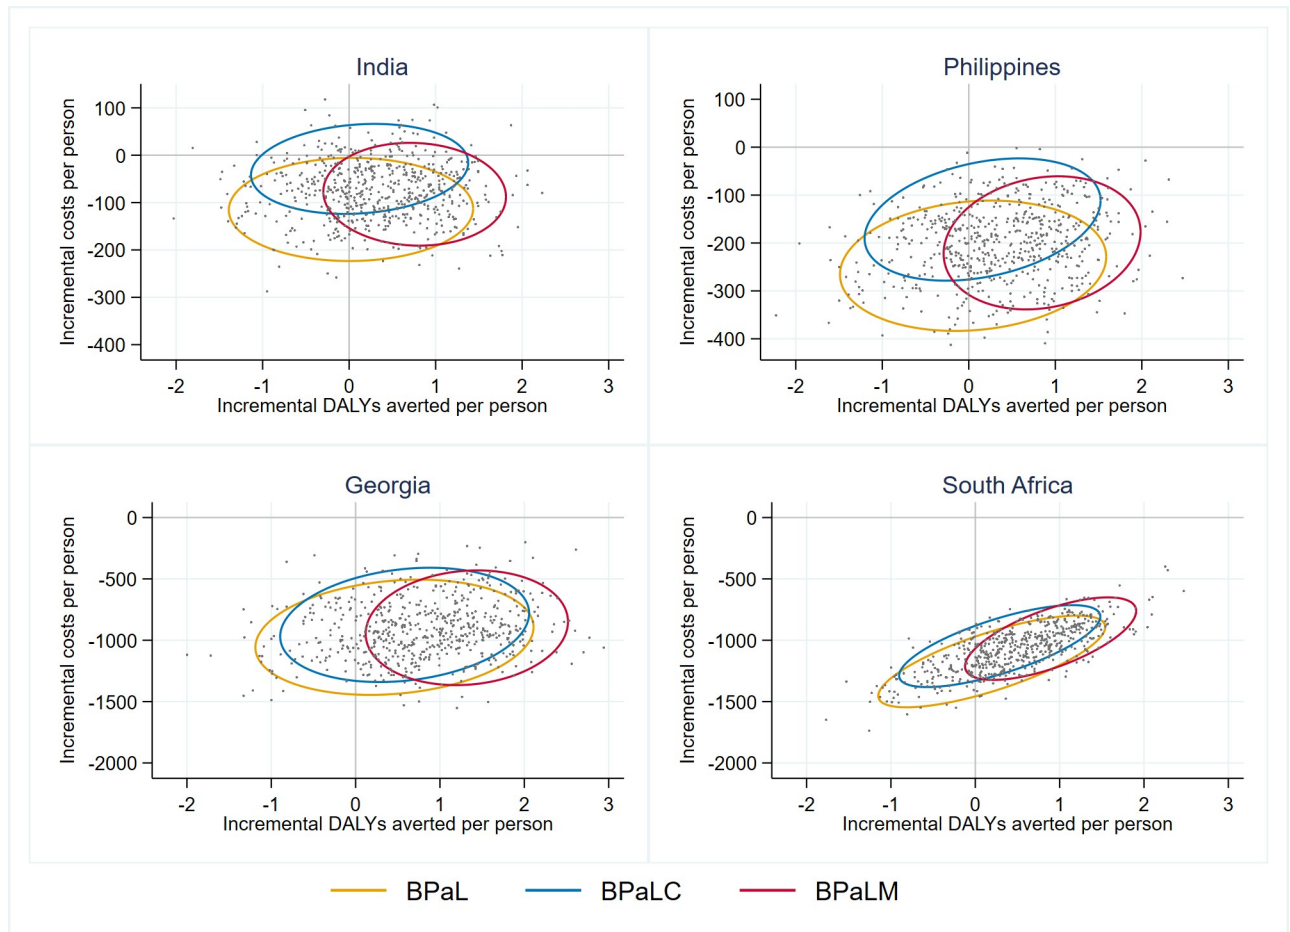 India
Incremental costs per person
100
0
-100
-200
-300
-400
-2 -1 0 1 2 3
Incremental DALYs averted per person
Philippines
Incremental costs per person
100
0
-100
-200
-300
-400
-2 -1 0 1 2 3
Incremental DALYs averted per person
Georgia
Incremental costs per person
0
-500
-1000
-1500
-2000
-2 -1 0 1 2 3
Incremental DALYs averted per person
South Africa
Incremental costs per person
0
-500
-1000
-1500
-2000
-2 -1 0 1 2 3
Incremental DALYs averted per person
BPaL BPaLC BPaLM